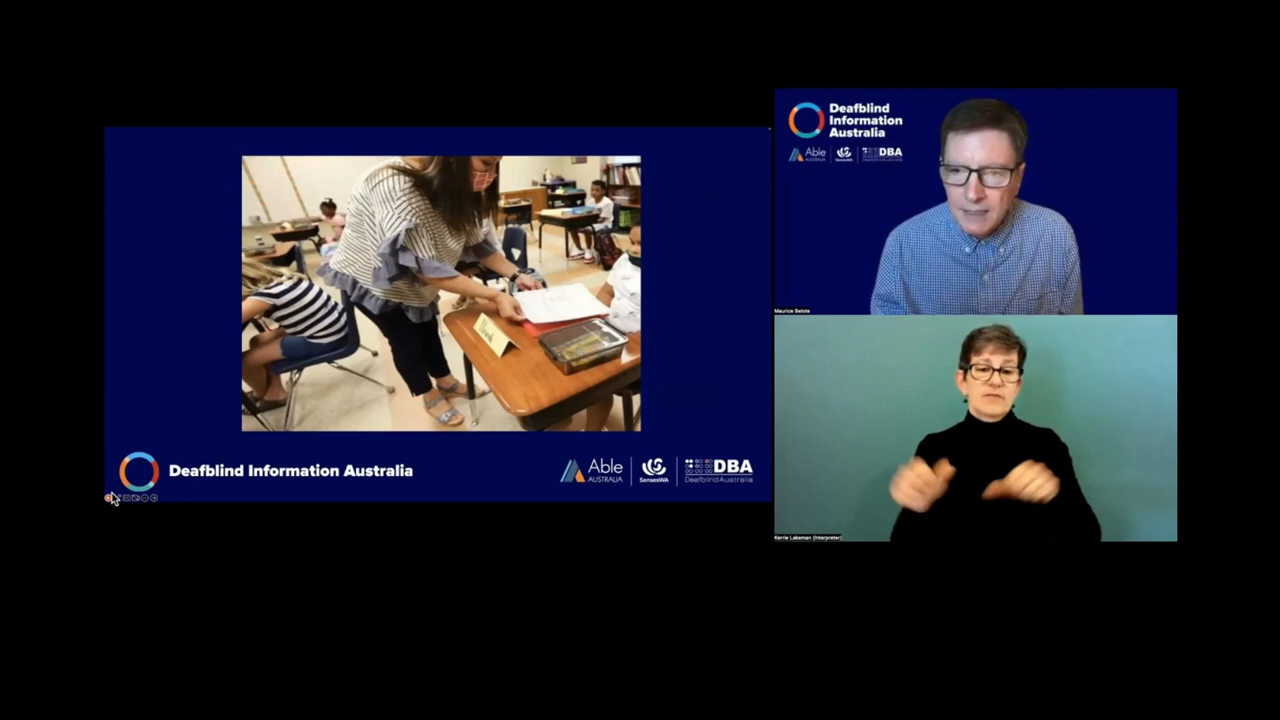 Deafblind Information Australia
Able
AUSTRALIA
SensesWA
DBA
DeafblindAustralia
Deafblind
Information
Australia
Able
AUSTRALIA
SensesWA
DBA
Maurice Belote
Kerrie Lakeman (Interpreter)